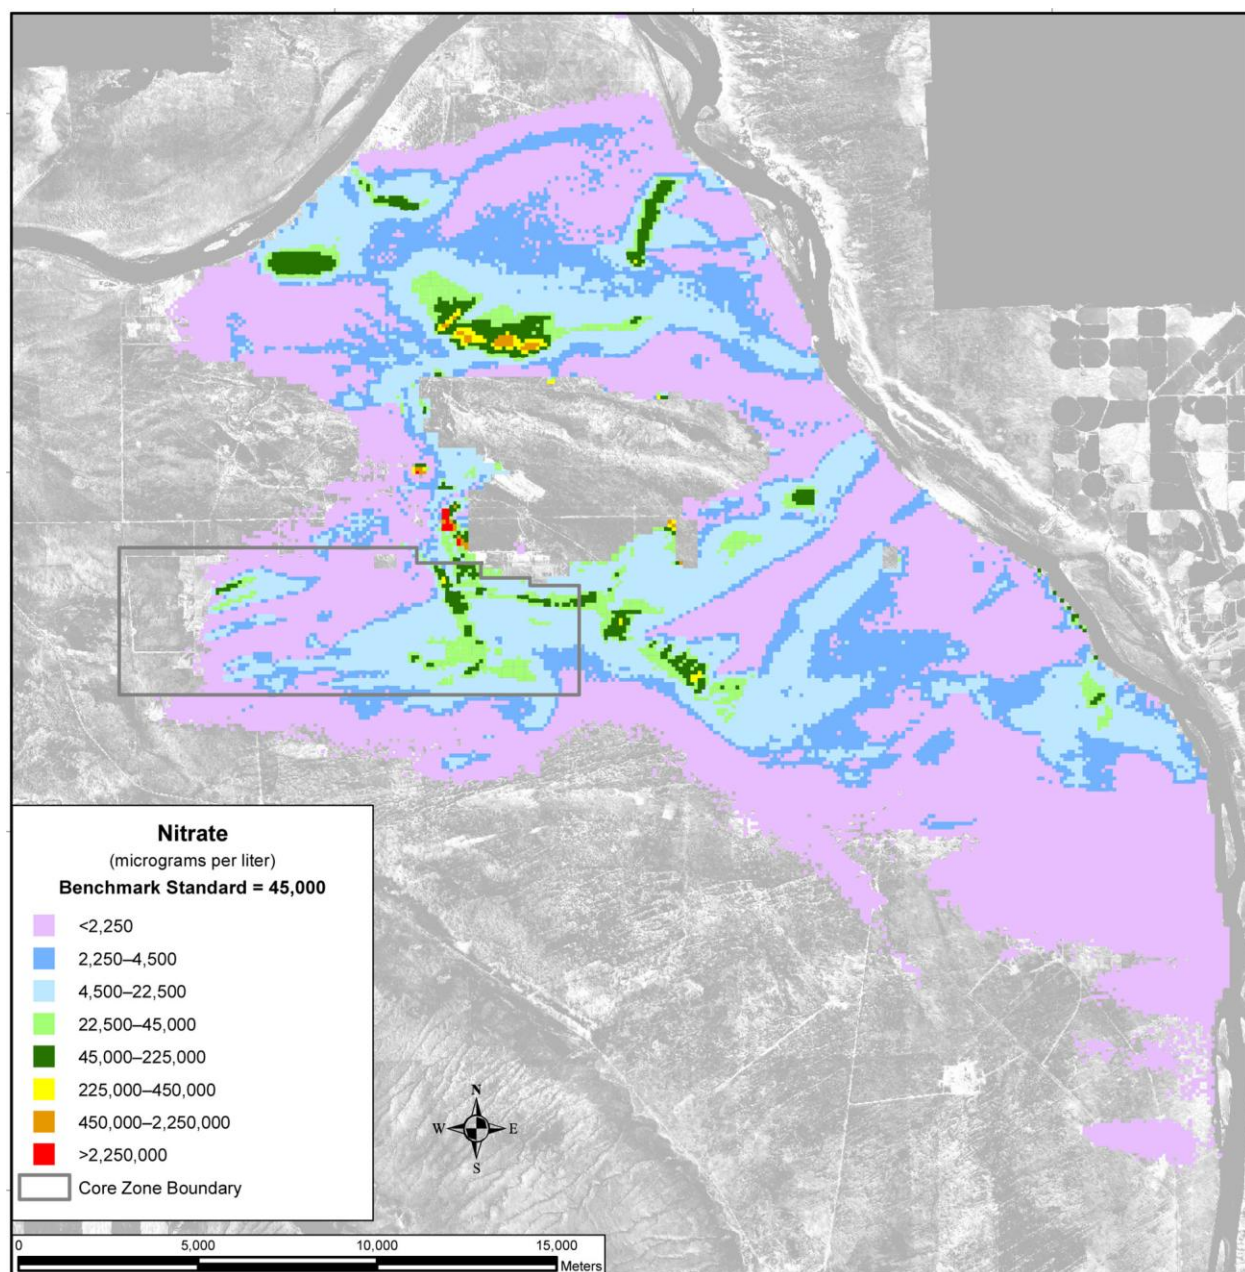 Nitrate
(micrograms per liter)
Benchmark Standard = 45,000
<2,250
2,250–4,500
4,500–22,500
22,500–45,000
45,000–225,000
225,000–450,000
450,000–2,250,000
>2,250,000
Core Zone Boundary
N
W E
S
0 5,000 10,000 15,000
Meters